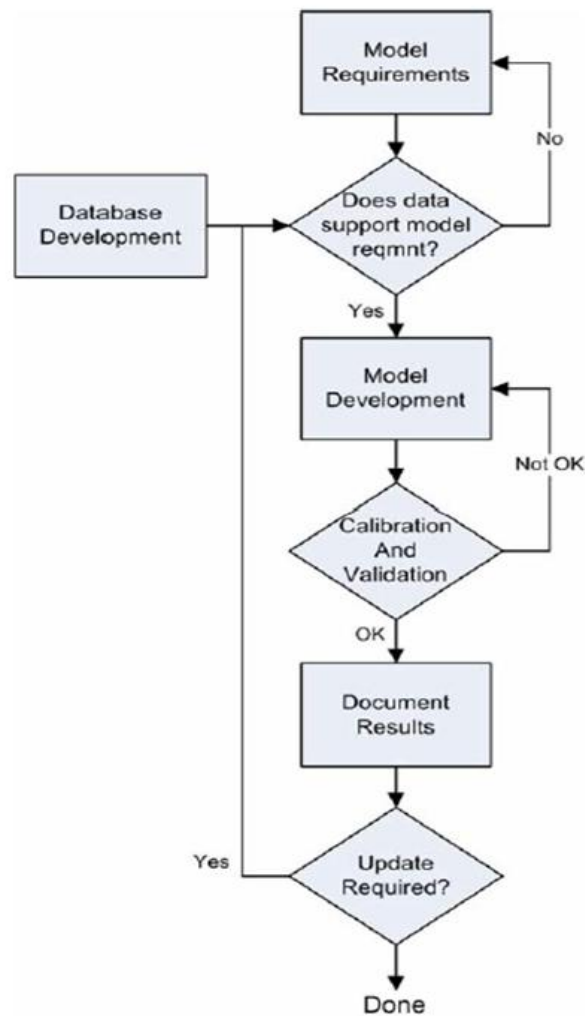 Model
Requirements
No
Database
Development
Does data
support model
reqmnt?
Yes
Model
Development
Not OK
Calibration
And
Validation
OK
Document
Results
Yes
Update
Required?
Done